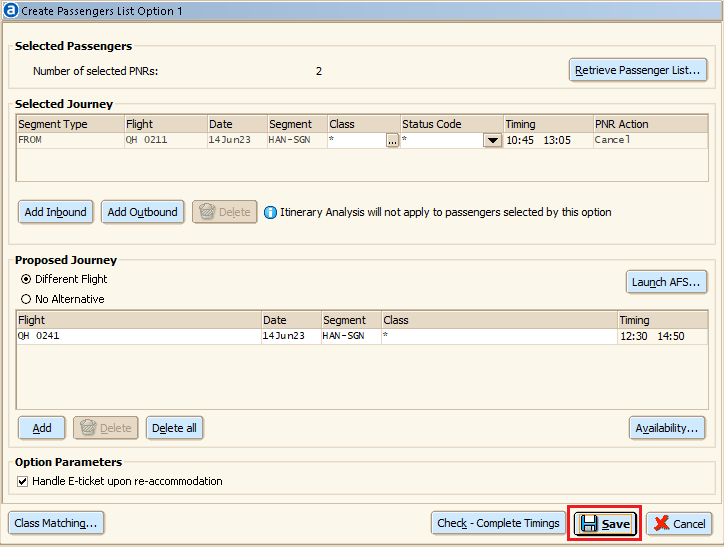 a Create Passengers List Option 1
Selected Passengers
Number of selected PNRs: 2 Retrieve Passenger List...
Selected Journey
Segment Type Flight Date Segment Class Status Code Timing PNR Action
FROM QH 0211 14Jun23 HAN-SGN * ... * 10:45 13:05 Cancel
Add Inbound Add Outbound Delete i Itinerary Analysis will not apply to passengers selected by this option
Proposed Journey
Different Flight
Launch AFS...
No Alternative
Flight Date Segment Class Timing
QH 0241 14Jun23 HAN-SGN * 12:30 14:50
Add Delete Delete all Availability...
Option Parameters
Handle E-ticket upon re-accommodation
Class Matching... Check - Complete Timings Save Cancel